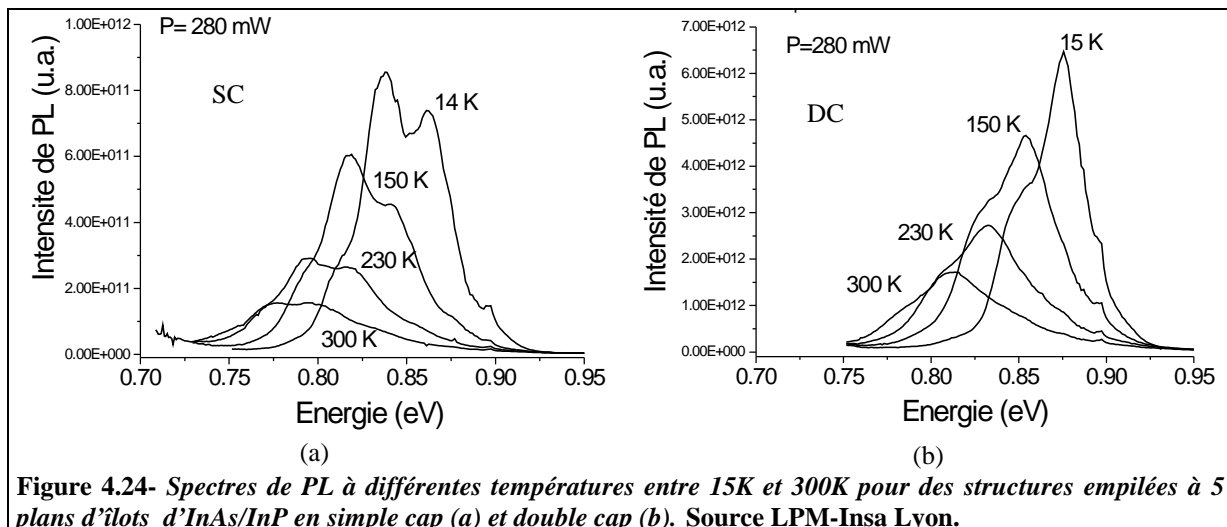 P= 280 mW
SC
14 K
150 K
230 K
300 K
1.00E+012
8.00E+011
6.00E+011
4.00E+011
2.00E+011
0.00E+000
Intensite de PL (u.a.)
0.70 0.75 0.80 0.85 0.90 0.95
Energie (eV)
(a)
P=280 mW
DC
15 K
150 K
230 K
300 K
7.00E+012
6.00E+012
5.00E+012
4.00E+012
3.00E+012
2.00E+012
1.00E+012
0.00E+000
Intensité de PL (u.a.)
0.70 0.75 0.80 0.85 0.90 0.95
Energie (eV)
(b)
Figure 4.24- Spectres de PL à différentes températures entre 15K et 300K pour des structures empilées à 5
plans d'îlots d'InAs/InP en simple cap (a) et double cap (b). Source LPM-Insa Lyon.